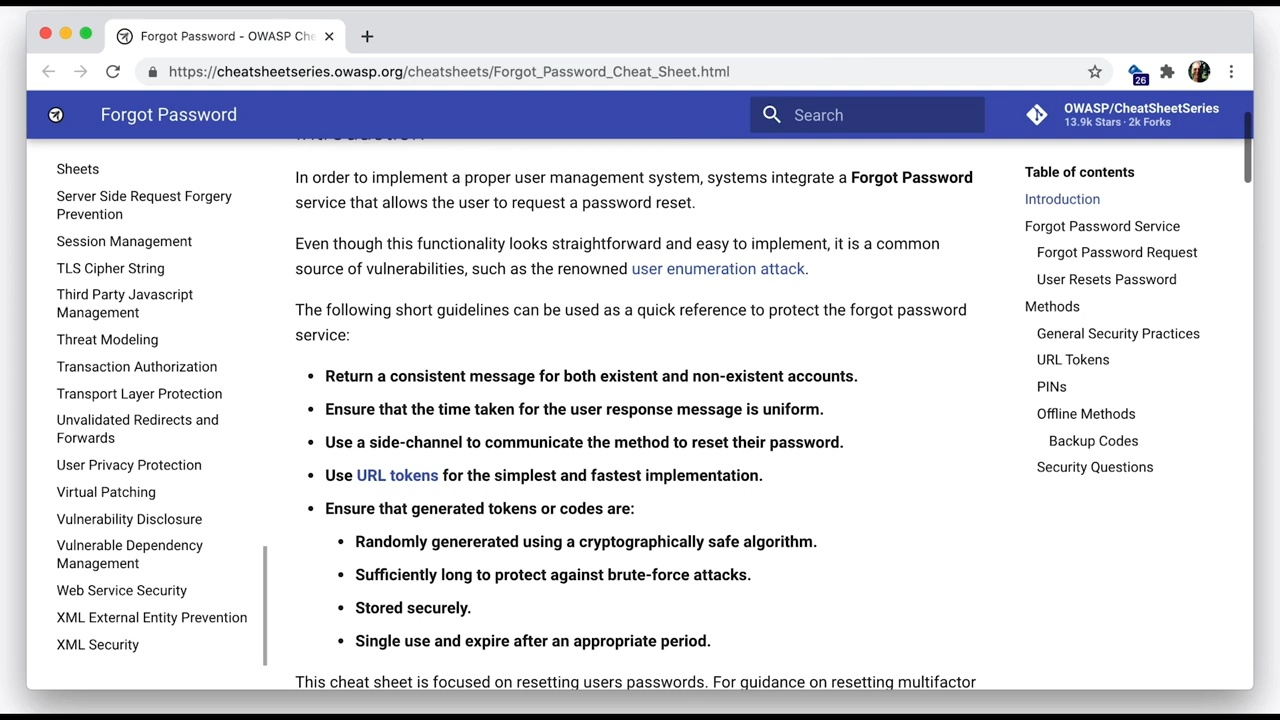 Forgot Password - OWASP Che
https://cheatsheetseries.owasp.org/cheatsheets/Forgot_Password_Cheat_Sheet.html
26
Forgot Password
Search
OWASP/CheatSheetSeries
13.9k Stars · 2k Forks
Sheets
Server Side Request Forgery
Prevention
Session Management
TLS Cipher String
Third Party Javascript
Management
Threat Modeling
Transaction Authorization
Transport Layer Protection
Unvalidated Redirects and
Forwards
User Privacy Protection
Virtual Patching
Vulnerability Disclosure
Vulnerable Dependency
Management
Web Service Security
XML External Entity Prevention
XML Security
In order to implement a proper user management system, systems integrate a Forgot Password
service that allows the user to request a password reset.
Even though this functionality looks straightforward and easy to implement, it is a common
source of vulnerabilities, such as the renowned user enumeration attack.
The following short guidelines can be used as a quick reference to protect the forgot password
service:
• Return a consistent message for both existent and non-existent accounts.
• Ensure that the time taken for the user response message is uniform.
• Use a side-channel to communicate the method to reset their password.
• Use URL tokens for the simplest and fastest implementation.
• Ensure that generated tokens or codes are:
• Randomly genererated using a cryptographically safe algorithm.
• Sufficiently long to protect against brute-force attacks.
• Stored securely.
• Single use and expire after an appropriate period.
This cheat sheet is focused on resetting users passwords. For guidance on resetting multifactor
Table of contents
Introduction
Forgot Password Service
Forgot Password Request
User Resets Password
Methods
General Security Practices
URL Tokens
PINs
Offline Methods
Backup Codes
Security Questions